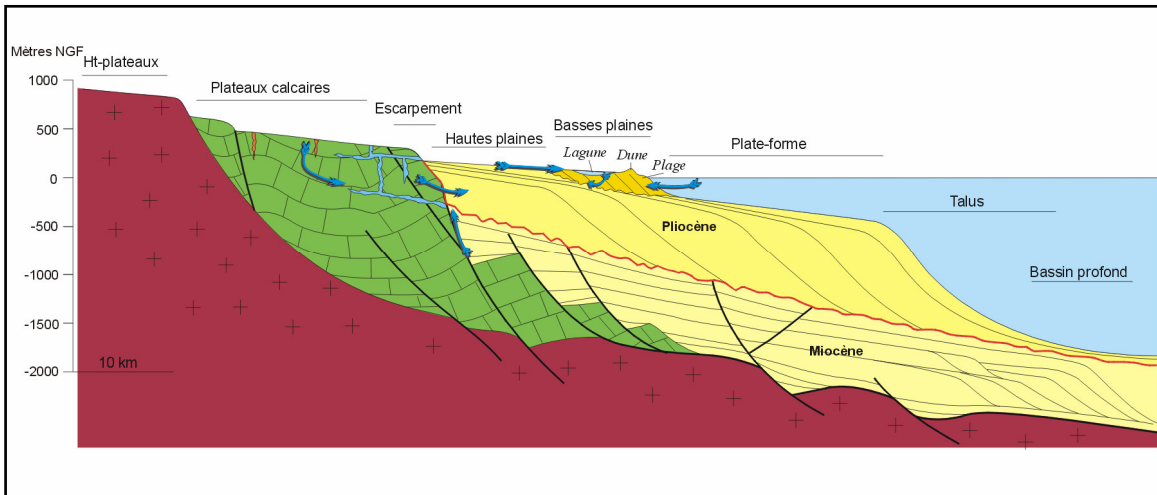 Mètres NGF
Ht-plateaux
Plateaux calcaires
Escarpement
Hautes plaines
Basses plaines
Lagune
Dune
Plage
Plate-forme
Talus
Bassin profond
Pliocène
Miocène
1000
500
0
-500
-1000
-1500
-2000
10 km